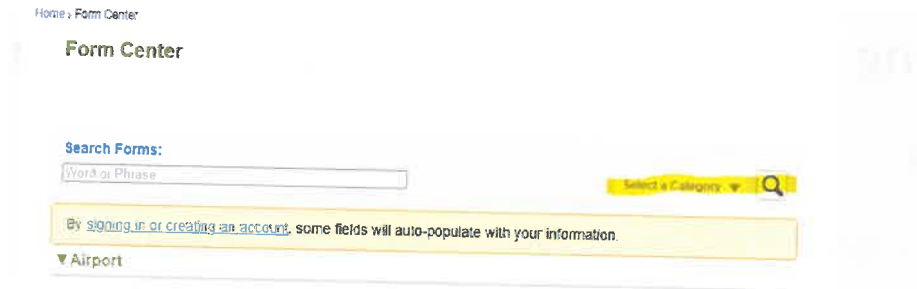 Home › Form Center
Form Center
Search Forms:
Word or Phrase
Select a Category ▼
By signing in or creating an account, some fields will auto-populate with your information.
▼ Airport